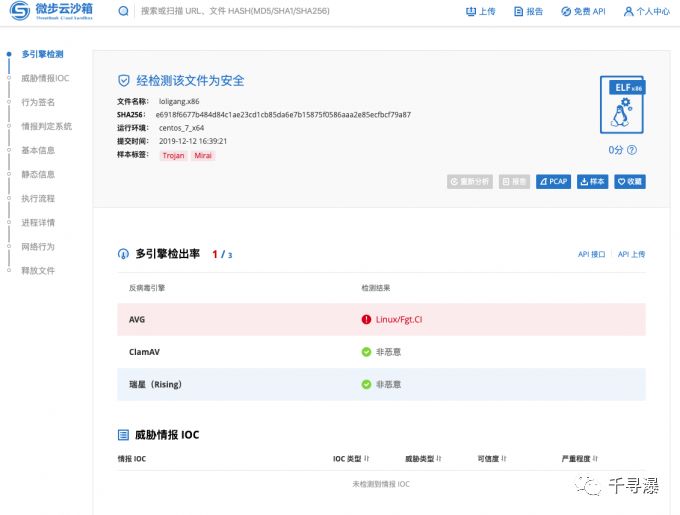 微步云沙箱
Threatbook Cloud Sandbox
搜索或扫描 URL、文件 HASH(MD5/SHA1/SHA256)
上传
报告
免费 API
个人中心
多引擎检测
威胁情报IOC
行为签名
情报判定系统
基本信息
静态信息
执行流程
进程详情
网络行为
释放文件
经检测该文件为安全
文件名称： loligang.x86
SHA256： e6918f6677b484d84c1ae23cd1cb85da6e7b15875f0586aaa2e85ecfbcf79a87
运行环境： centos_7_x64
提交时间： 2019-12-12 16:39:21
样本标签： Trojan Mirai
ELF x86
0分
重新分析
报告
PCAP
样本
收藏
多引擎检出率 1 / 3
API 接口
API 上传
反病毒引擎 检测结果
AVG Linux/Fgt.CI
ClamAV 非恶意
瑞星（Rising） 非恶意
威胁情报 IOC
情报 IOC IOC 类型 威胁类型 可信度 严重程度
未检测到情报 IOC
千寻瀑